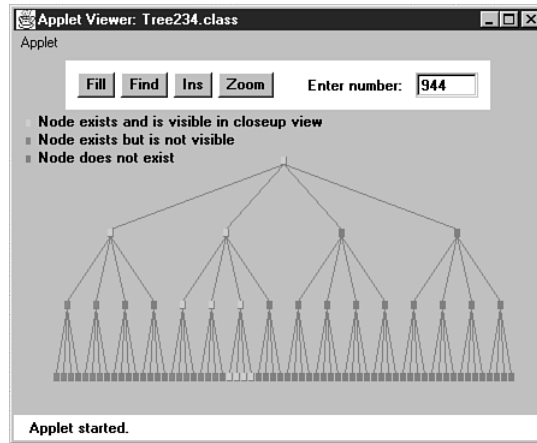 Applet Viewer: Tree234.class
Applet
Fill Find Ins Zoom Enter number: 944
Node exists and is visible in closeup view
Node exists but is not visible
Node does not exist
Applet started.